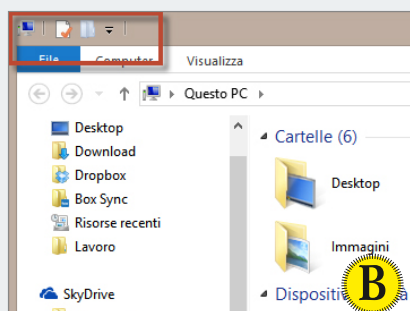 File Computer Visualizza
Questo PC
Desktop
Download
Dropbox
Box Sync
Risorse recenti
Lavoro
SkyDrive
Cartelle (6)
Desktop
Immagini
B